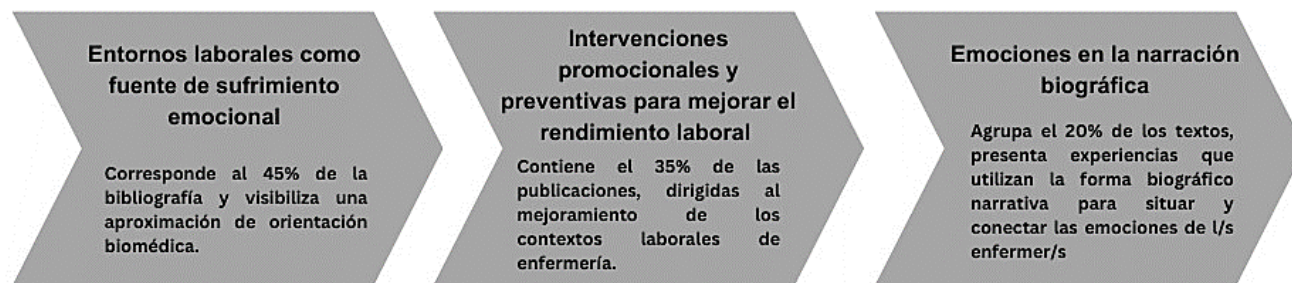 Entornos laborales como
fuente de sufrimiento
emocional
Corresponde al 45% de la
bibliografía y visibiliza una
aproximación de orientación
biomédica.
Intervenciones
promocionales y
preventivas para mejorar el
rendimiento laboral
Contiene el 35% de las
publicaciones, dirigidas al
mejoramiento de los
contextos laborales de
enfermería.
Emociones en la narración
biográfica
Agrupa el 20% de los textos,
presenta experiencias que
utilizan la forma biográfico
narrativa para situar y
conectar las emociones de l/s
enfermer/s